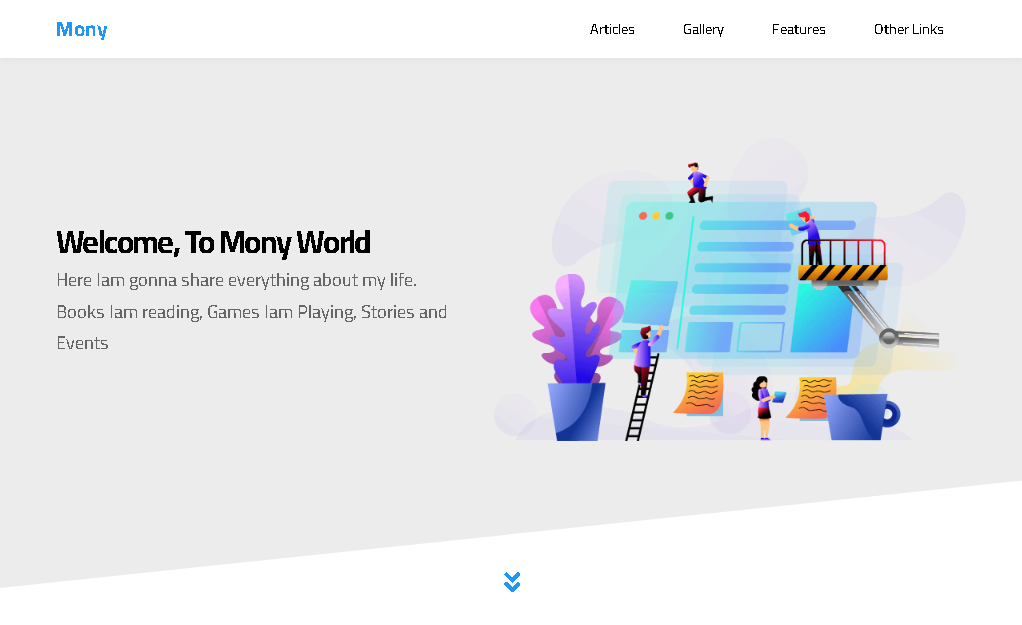 Mony
Articles Gallery Features Other Links
Welcome, To Mony World
Here Iam gonna share everything about my life.
Books Iam reading, Games Iam Playing, Stories and
Events